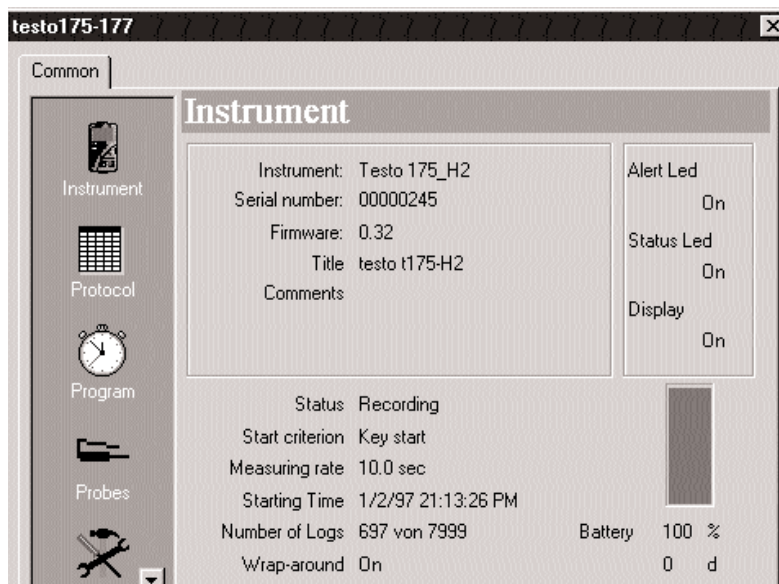 testo175-177
Common
Instrument
Protocol
Program
Probes
Instrument
Instrument: Testo 175_H2
Serial number: 00000245
Firmware: 0.32
Title testo t175-H2
Comments
Alert Led
On
Status Led
On
Display
On
Status Recording
Start criterion Key start
Measuring rate 10.0 sec
Starting Time 1/2/97 21:13:26 PM
Number of Logs 697 von 7999
Wrap-around On
Battery 100 %
0 d